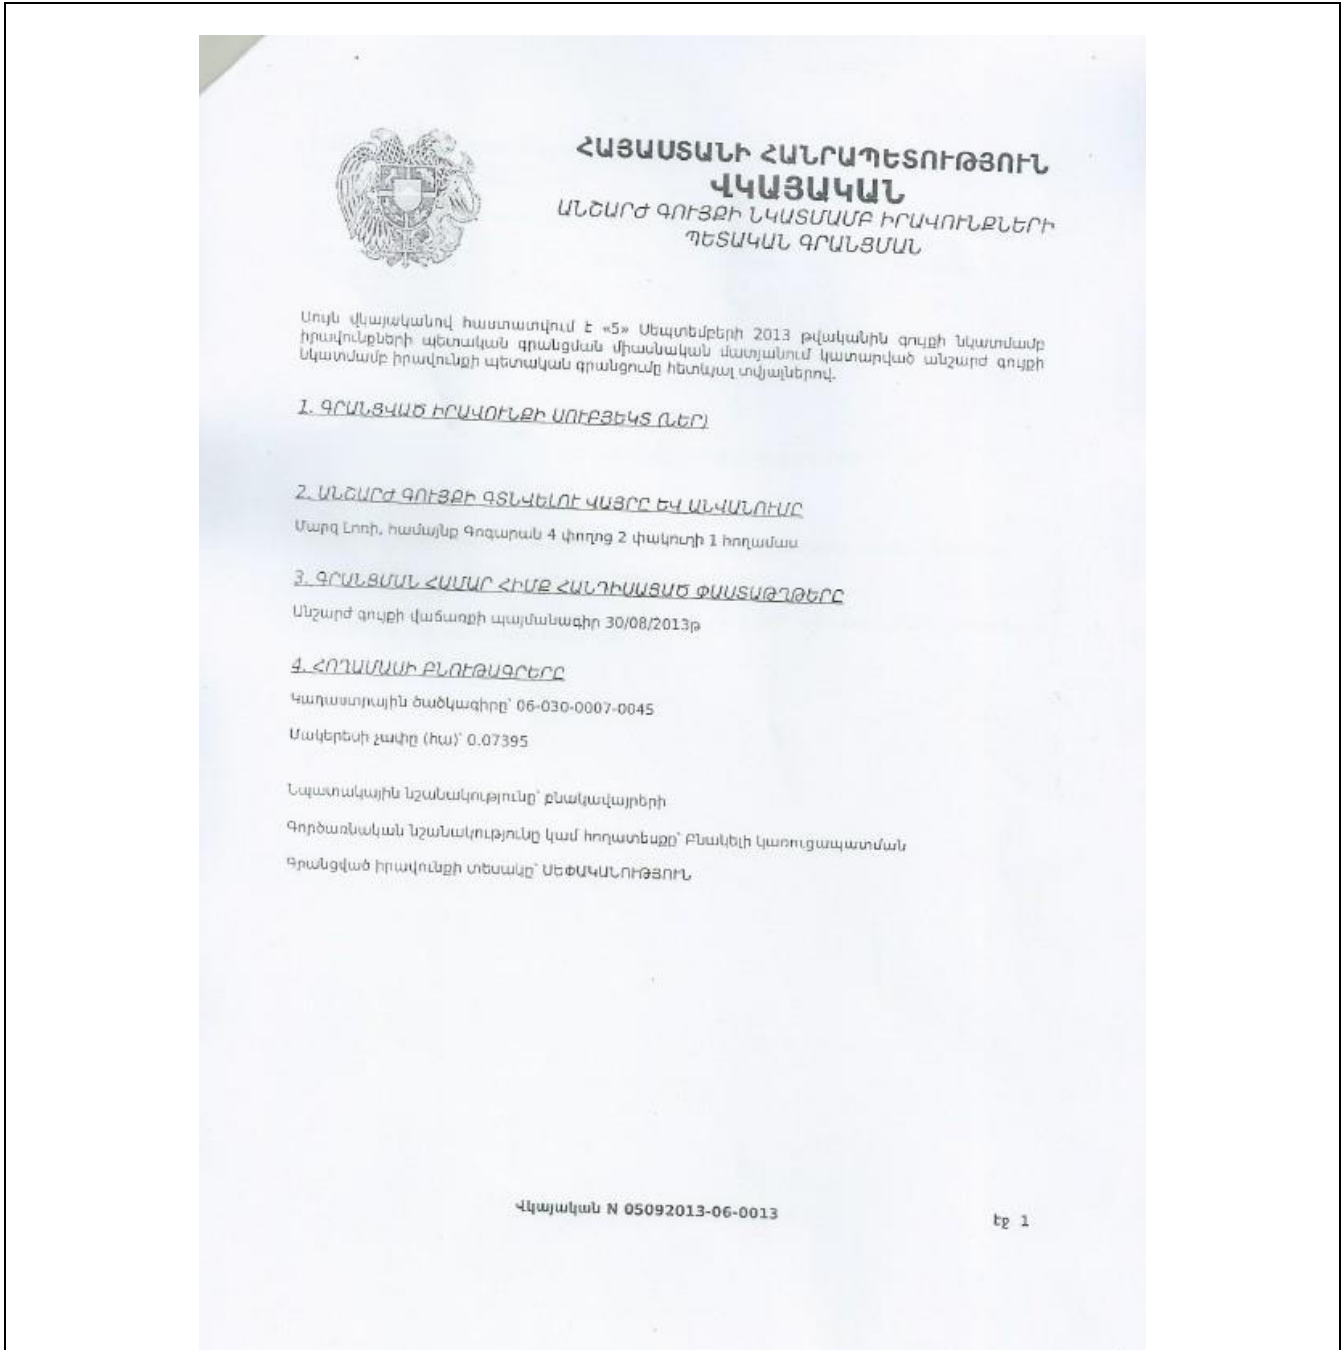 ՀԱՅԱՍՏԱՆԻ ՀԱՆՐԱՊԵՏՈՒԹՅՈՒՆ
ՎԿԱՅԱԿԱՆ
ԱՆՇԱՐԺ ԳՈՒՅՔԻ ՆԿԱՏՄԱՄԲ ԻՐԱՎՈՒՆՔՆԵՐԻ
ՊԵՏԱԿԱՆ ԳՐԱՆՑՄԱՆ
Սույն վկայականով հաստատվում է «5» Սեպտեմբերի 2013 թվականին գույքի նկատմամբ
իրավունքների պետական գրանցման միասնական մատյանում կատարված անշարժ գույքի
նկատմամբ իրավունքի պետական գրանցումը հետևյալ տվյալներով.
1. ԳՐԱՆՑՎԱԾ ԻՐԱՎՈՒՆՔԻ ՍՈՒԲՅԵԿՏ (ՆԵՐ)
2. ԱՆՇԱՐԺ ԳՈՒՅՔԻ ԳՏՆՎԵԼՈՒ ՎԱՅՐԸ ԵՎ ԱՆՎԱՆՈՒՄԸ
Մարզ Լոռի, համայնք Գոգարան 4 փողոց 2 փակուղի 1 հողամաս
3. ԳՐԱՆՑՄԱՆ ՀԱՄԱՐ ՀԻՄՔ ՀԱՆԴԻՍԱՑԱԾ ՓԱՍՏԱԹՂԹԵՐԸ
Անշարժ գույքի վաճառքի պայմանագիր 30/08/2013թ
4. ՀՈՂԱՄԱՍԻ ԲՆՈՒԹԱԳՐԵՐԸ
Կադաստրային ծածկագիրը՝ 06-030-0007-0045
Մակերեսի չափը (հա)՝ 0.07395
Նպատակային նշանակությունը՝ բնակավայրերի
Գործառնական նշանակությունը կամ հողատեսքը՝ Բնակելի կառուցապատման
Գրանցված իրավունքի տեսակը՝ ՍԵՓԱԿԱՆՈՒԹՅՈՒՆ
Վկայական N 05092013-06-0013
էջ 1